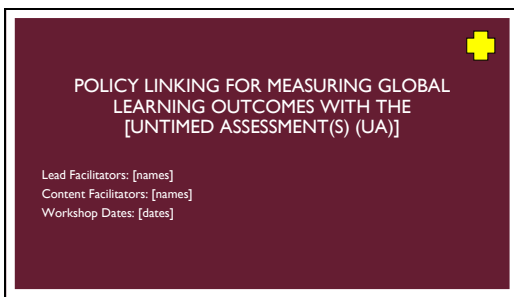 POLICY LINKING FOR MEASURING GLOBAL
LEARNING OUTCOMES WITH THE
[UNTIMED ASSESSMENT(S) (UA)]
Lead Facilitators: [names]
Content Facilitators: [names]
Workshop Dates: [dates]